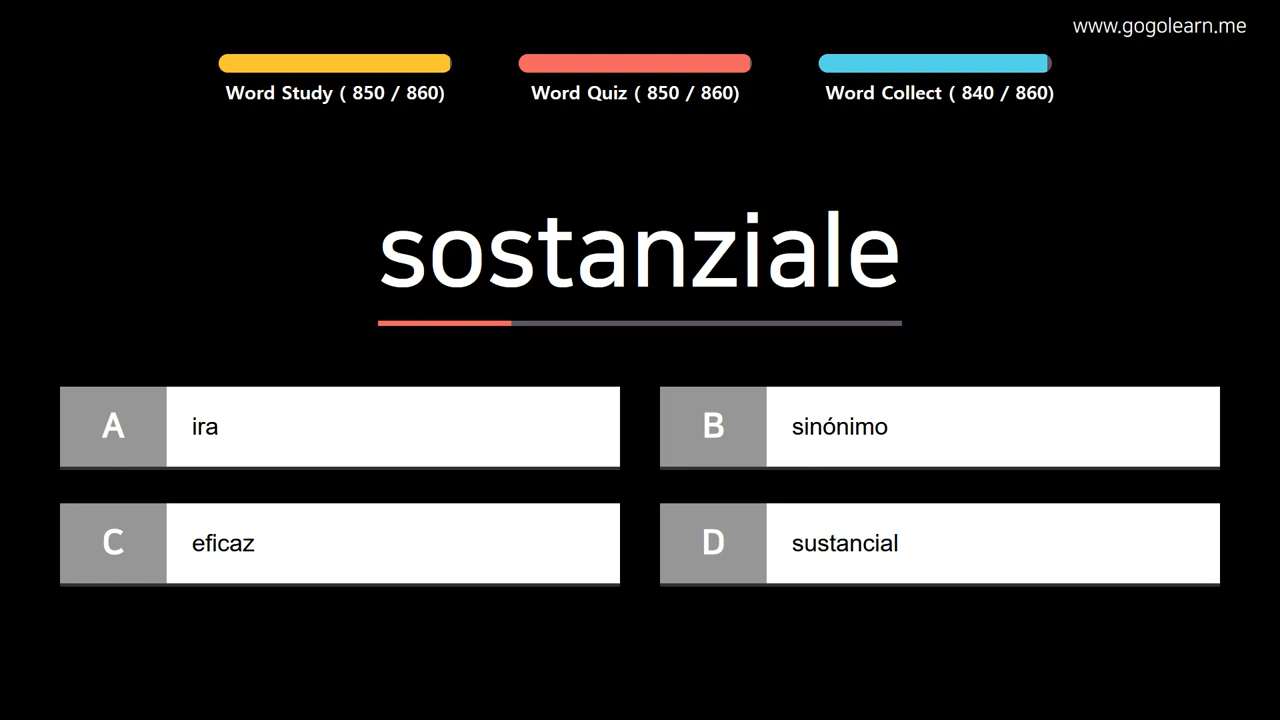 www.gogolearn.me
Word Study ( 850 / 860)
Word Quiz ( 850 / 860)
Word Collect ( 840 / 860)
sostanziale
A
ira
B
sinónimo
C
eficaz
D
sustancial